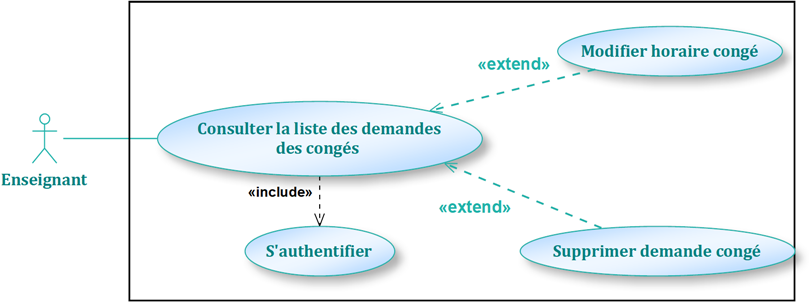 Modifier horaire congé
«extend»
Consulter la liste des demandes
des congés
Enseignant
«include»
«extend»
S'authentifier
Supprimer demande congé